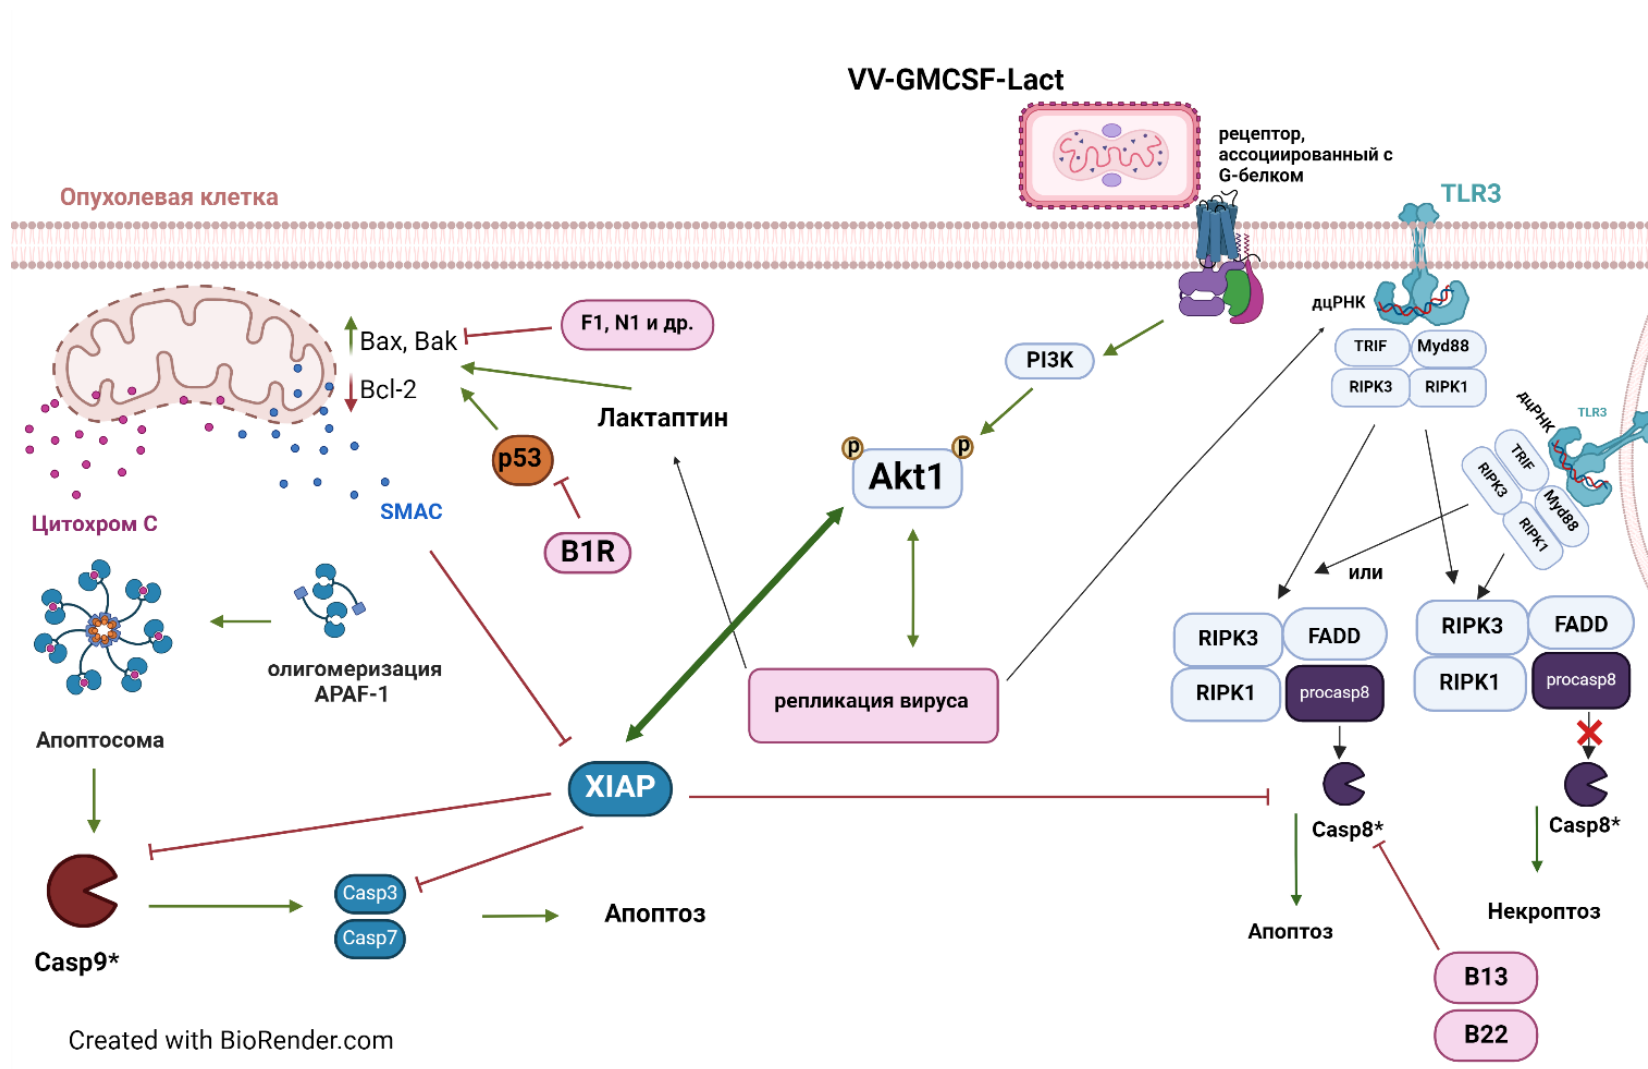 VV-GMCSF-Lact
рецептор,
ассоциированный с
G-белком
TLR3
Опухолевая клетка
Bax, Bak
Bcl-2
F1, N1 и др.
Лактаптин
p53
B1R
PI3K
P
P
Akt1
дцРНК
TRIF
Myd88
RIPK3
RIPK1
дцРНК
TLR3
TRIF
RIPK3
Myd88
RIPK1
Цитохром С
SMAC
олигомеризация
APAF-1
Апоптосома
репликация вируса
или
RIPK3
FADD
RIPK1
procasp8
RIPK3
FADD
RIPK1
procasp8
XIAP
Casp8*
Casp8*
Casp9*
Casp3
Casp7
Апоптоз
Апоптоз
Некроптоз
B13
B22
Created with BioRender.com